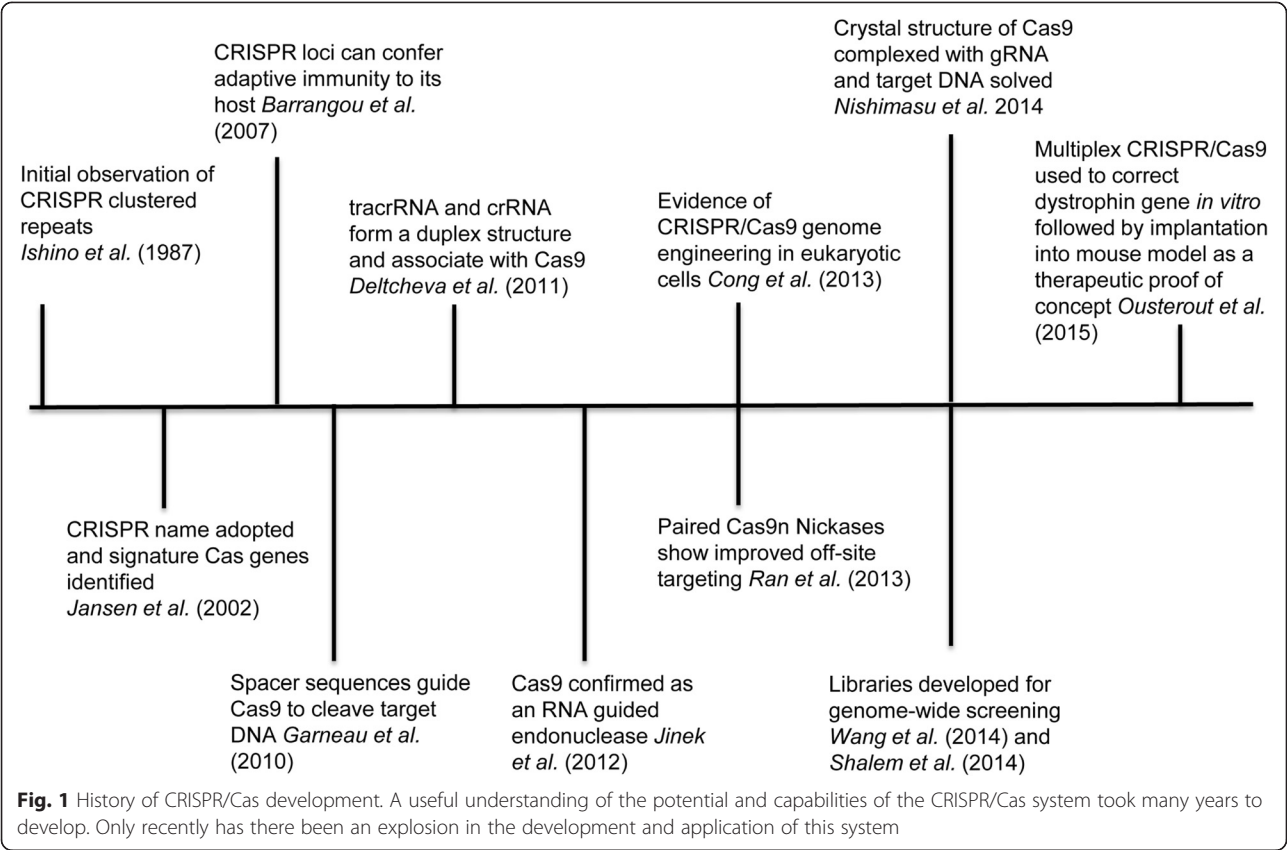 Initial observation of
CRISPR clustered
repeats
Ishino et al. (1987)
CRISPR name adopted
and signature Cas genes
identified
Jansen et al. (2002)
CRISPR loci can confer
adaptive immunity to its
host Barrangou et al.
(2007)
Spacer sequences guide
Cas9 to cleave target
DNA Garneau et al.
(2010)
tracrRNA and crRNA
form a duplex structure
and associate with Cas9
Deltcheva et al. (2011)
Cas9 confirmed as
an RNA guided
endonuclease Jinek
et al. (2012)
Evidence of
CRISPR/Cas9 genome
engineering in eukaryotic
cells Cong et al. (2013)
Paired Cas9n Nickases
show improved off-site
targeting Ran et al. (2013)
Crystal structure of Cas9
complexed with gRNA
and target DNA solved
Nishimasu et al. 2014
Libraries developed for
genome-wide screening
Wang et al. (2014) and
Shalem et al. (2014)
Multiplex CRISPR/Cas9
used to correct
dystrophin gene in vitro
followed by implantation
into mouse model as a
therapeutic proof of
concept Ousterout et al.
(2015)
Fig. 1 History of CRISPR/Cas development. A useful understanding of the potential and capabilities of the CRISPR/Cas system took many years to
develop. Only recently has there been an explosion in the development and application of this system